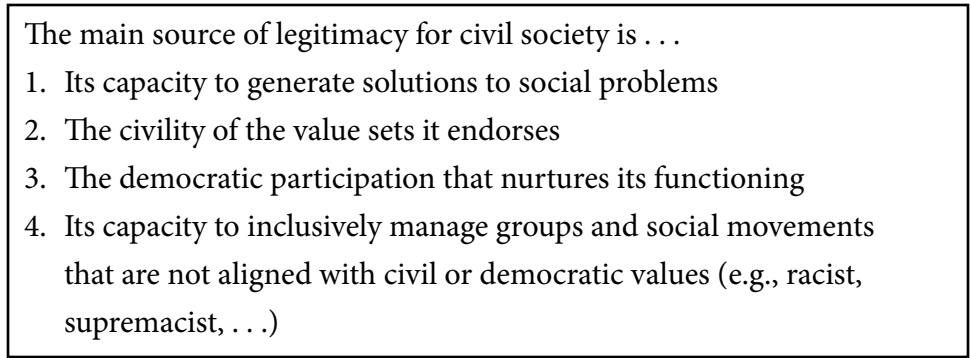 The main source of legitimacy for civil society is . . .
1. Its capacity to generate solutions to social problems
2. The civility of the value sets it endorses
3. The democratic participation that nurtures its functioning
4. Its capacity to inclusively manage groups and social movements
that are not aligned with civil or democratic values (e.g., racist,
supremacist, . . .)